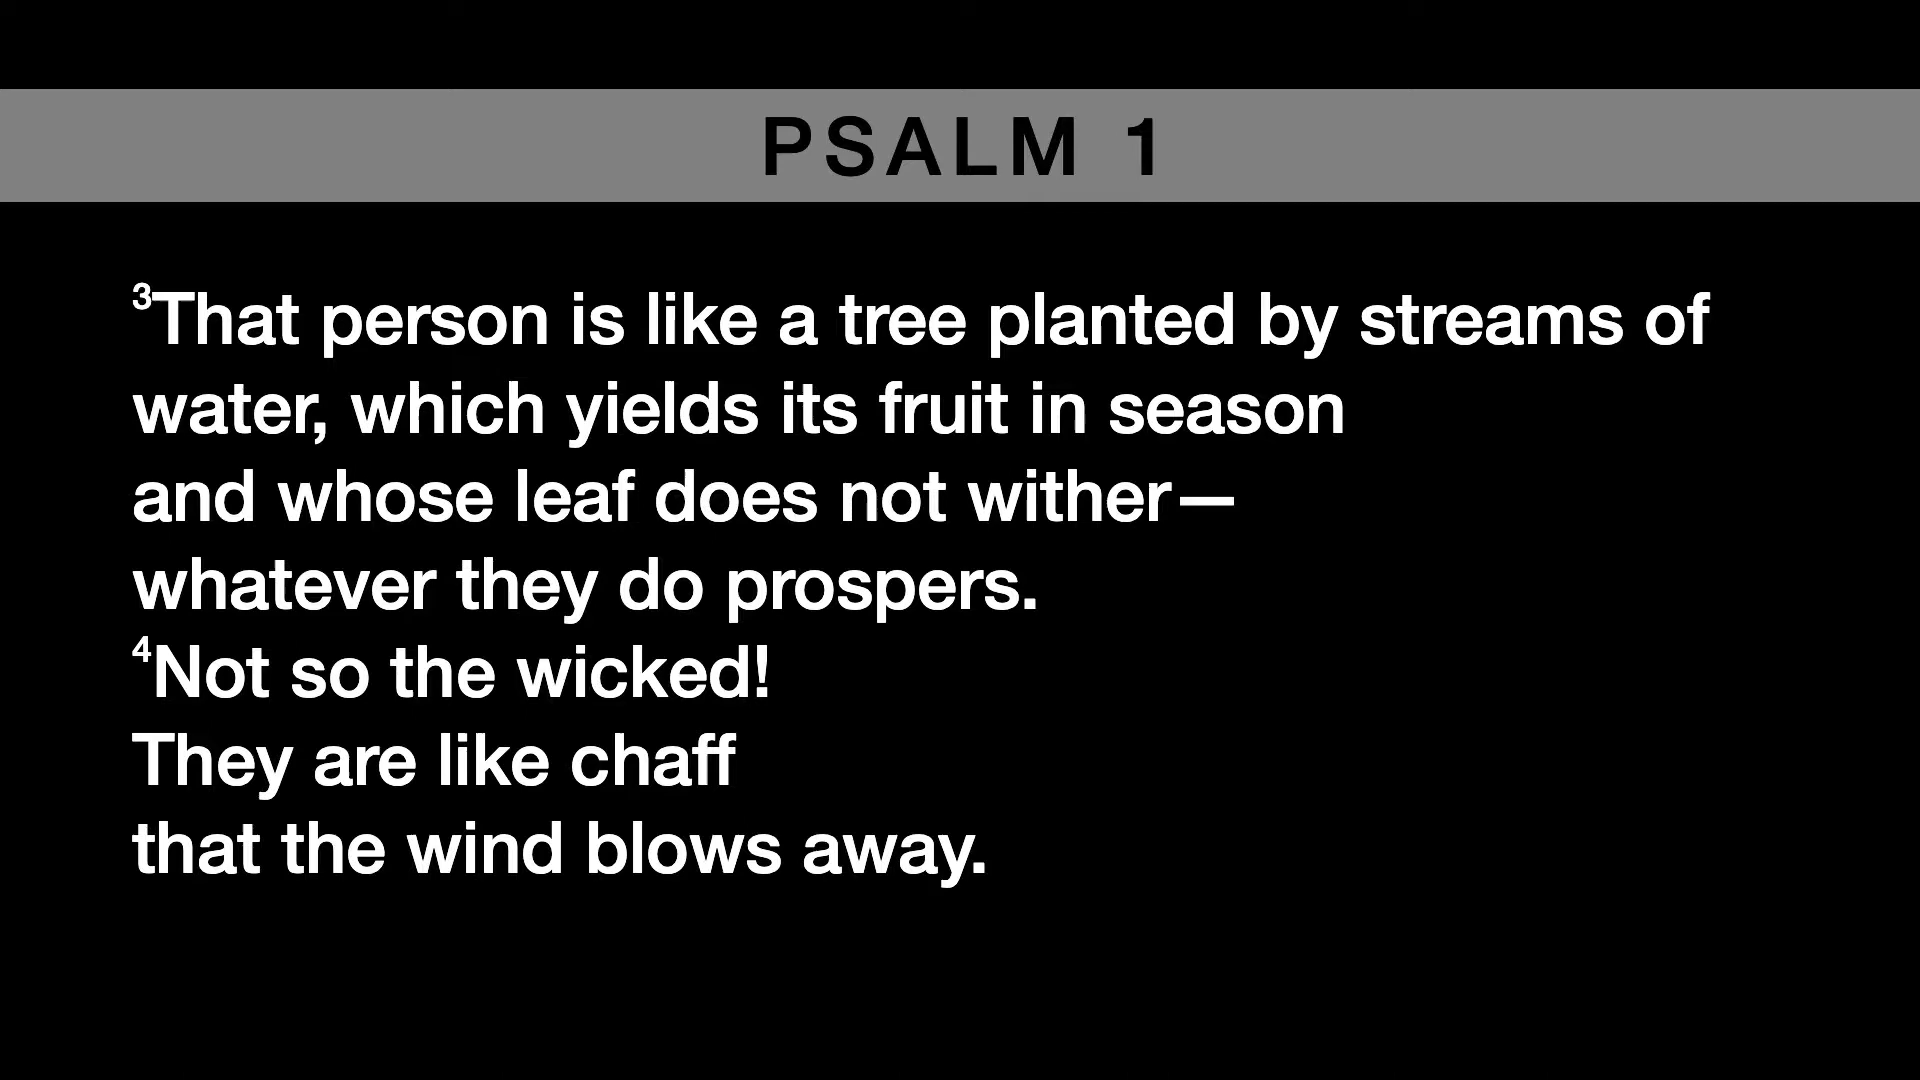 PSALM 1
³That person is like a tree planted by streams of
water, which yields its fruit in season
and whose leaf does not wither—
whatever they do prospers.
⁴Not so the wicked!
They are like chaff
that the wind blows away.